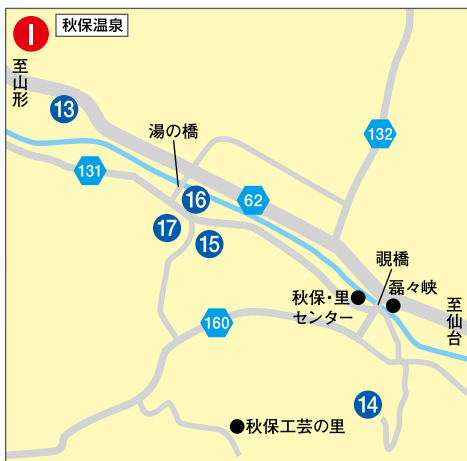 I
秋保温泉
至山形
13
湯の橋
132
131
16
62
17
15
覗橋
秋保・里
センター
磊々峡
至仙台
160
14
秋保工芸の里